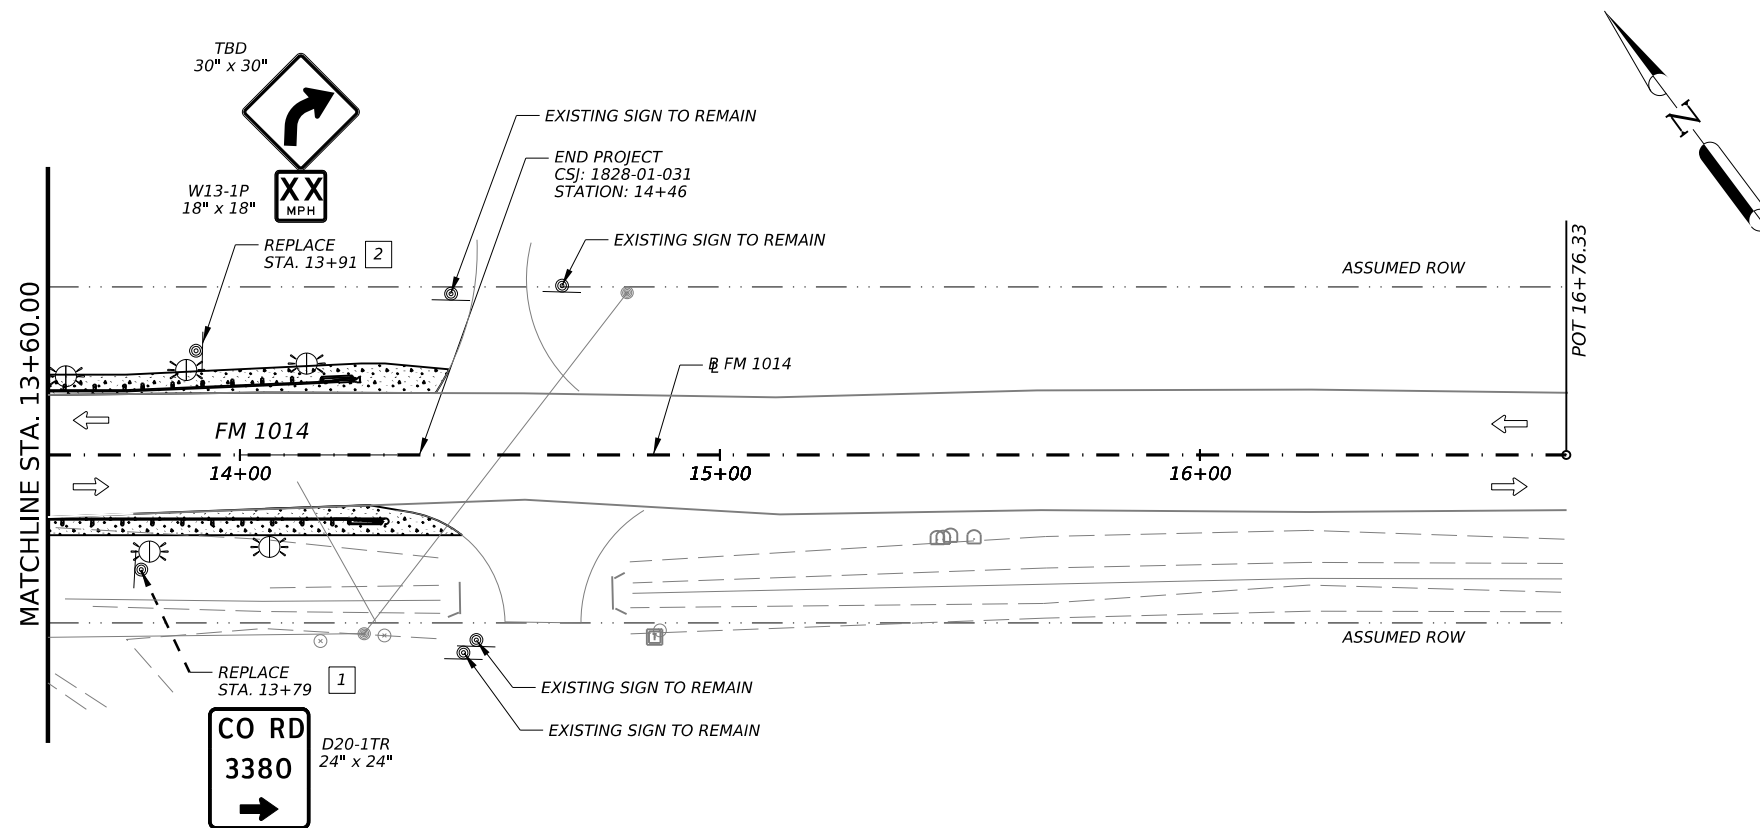 TBD
30" x 30"
XX
MPH
W13-1P
18" x 18"
REPLACE
STA. 13+91
2
EXISTING SIGN TO REMAIN
END PROJECT
CSJ: 1828-01-031
STATION: 14+46
EXISTING SIGN TO REMAIN
ASSUMED ROW
POT 16+76.33
N
MATCHLINE STA. 13+60.00
BL FM 1014
FM 1014
14+00
15+00
16+00
ASSUMED ROW
REPLACE
STA. 13+79
1
EXISTING SIGN TO REMAIN
EXISTING SIGN TO REMAIN
CO RD
3380
D20-1TR
24" x 24"